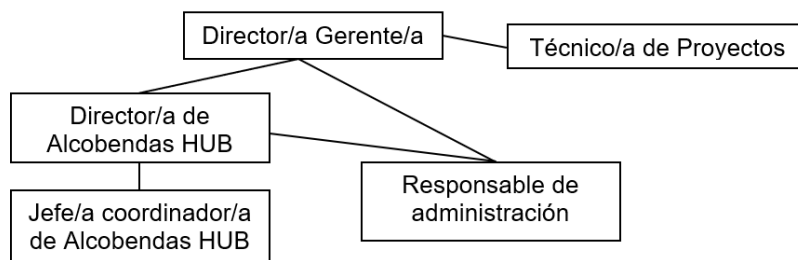 Director/a Gerente/a
Técnico/a de Proyectos
Director/a de
Alcobendas HUB
Responsable de
administración
Jefe/a coordinador/a
de Alcobendas HUB